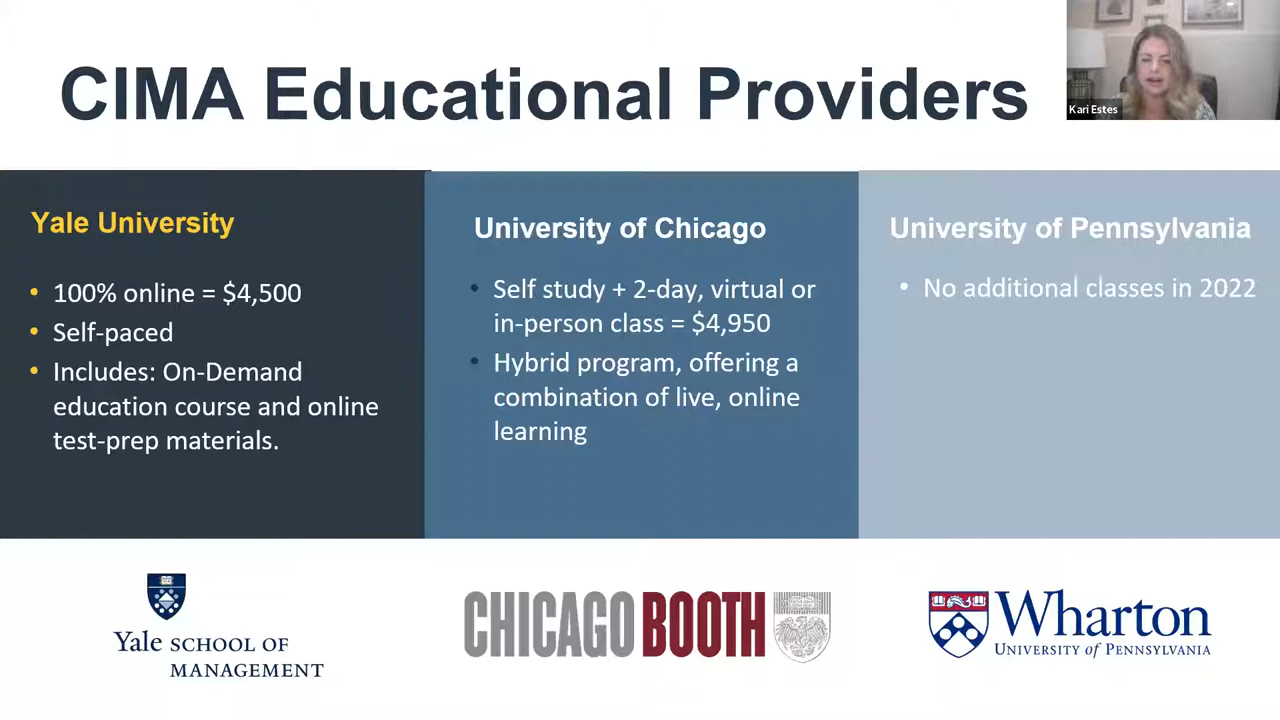 CIMA Educational Providers
Kari Estes
Yale University
• 100% online = $4,500
• Self-paced
• Includes: On-Demand
education course and online
test-prep materials.
University of Chicago
• Self study + 2-day, virtual or
in-person class = $4,950
• Hybrid program, offering a
combination of live, online
learning
University of Pennsylvania
• No additional classes in 2022
Yale SCHOOL OF
MANAGEMENT
CHICAGO BOOTH
Wharton
UNIVERSITY of PENNSYLVANIA